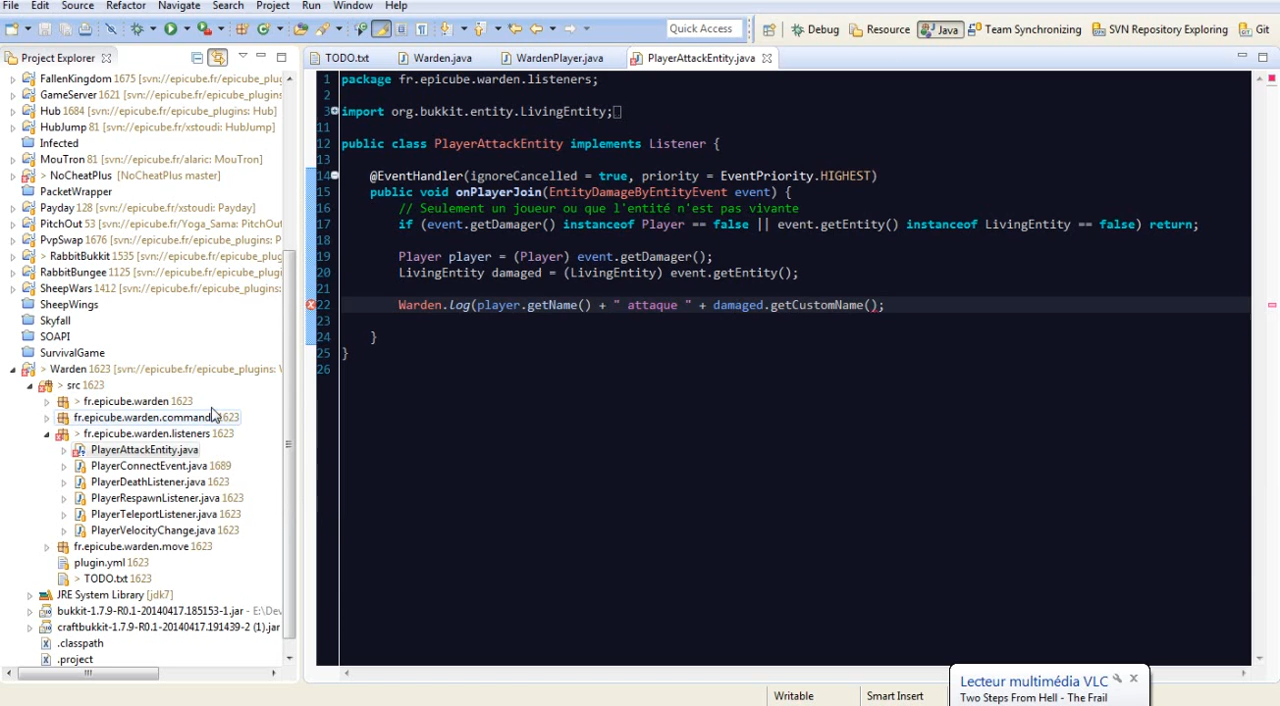 File Edit Source Refactor Navigate Search Project Run Window Help
Quick Access Debug Resource Java Team Synchronizing SVN Repository Exploring Git
Project Explorer
TODO.txt Warden.java WardenPlayer.java PlayerAttackEntity.java
FallenKingdom 1675 [svn://epicube.fr/epicube_plug
GameServer 1621 [svn://epicube.fr/epicube_plugins
Hub 1684 [svn://epicube.fr/epicube_plugins: Hub]
HubJump 81 [svn://epicube.fr/xstoudi: HubJump]
Infected
MouTron 81 [svn://epicube.fr/alaric: MouTron]
> NoCheatPlus [NoCheatPlus master]
PacketWrapper
Payday 128 [svn://epicube.fr/xstoudi: Payday]
PitchOut 53 [svn://epicube.fr/Yoga_Sama: PitchOut
PvpSwap 1676 [svn://epicube.fr/epicube_plugins: P
> RabbitBukkit 1535 [svn://epicube.fr/epicube_plug
RabbitBungee 1125 [svn://epicube.fr/epicube_plugi
SheepWars 1412 [svn://epicube.fr/epicube_plugins:
SheepWings
Skyfall
SOAPI
SurvivalGame
> Warden 1623 [svn://epicube.fr/epicube_plugins: W
> src 1623
> fr.epicube.warden 1623
fr.epicube.warden.command 1623
> fr.epicube.warden.listeners 1623
PlayerAttackEntity.java
PlayerConnectEvent.java 1689
PlayerDeathListener.java 1623
PlayerRespawnListener.java 1623
PlayerTeleportListener.java 1623
PlayerVelocityChange.java 1623
fr.epicube.warden.move 1623
plugin.yml 1623
> TODO.txt 1623
JRE System Library [jdk7]
bukkit-1.7.9-R0.1-20140417.185153-1.jar - E:\Dev
craftbukkit-1.7.9-R0.1-20140417.191439-2 (1).jar
.classpath
.project
1 package fr.epicube.warden.listeners;
2
3 import org.bukkit.entity.LivingEntity;
11
12 public class PlayerAttackEntity implements Listener {
13
14 @EventHandler(ignoreCancelled = true, priority = EventPriority.HIGHEST)
15 public void onPlayerJoin(EntityDamageByEntityEvent event) {
16 // Seulement un joueur ou que l'entité n'est pas vivante
17 if (event.getDamager() instanceof Player == false || event.getEntity() instanceof LivingEntity == false) return;
18
19 Player player = (Player) event.getDamager();
20 LivingEntity damaged = (LivingEntity) event.getEntity();
21
22 Warden.log(player.getName() + " attaque " + damaged.getCustomName();
23
24 }
25 }
26
Writable Smart Insert
Lecteur multimédia VLC
Two Steps From Hell - The Frail